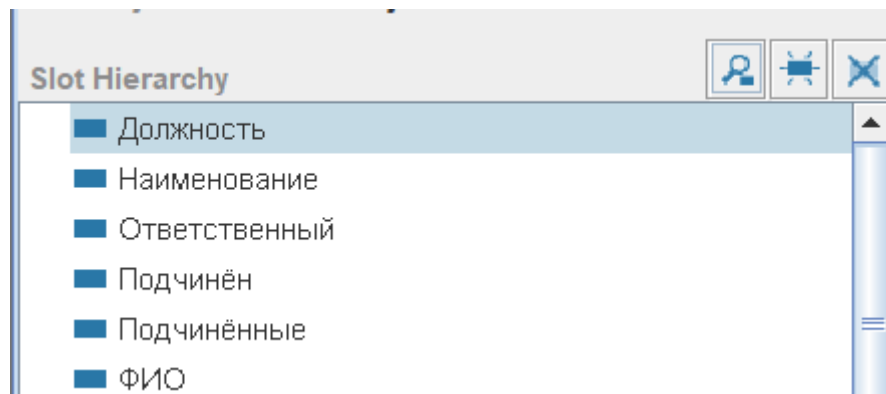 Slot Hierarchy
Должность
Наименование
Ответственный
Подчинён
Подчинённые
ФИО